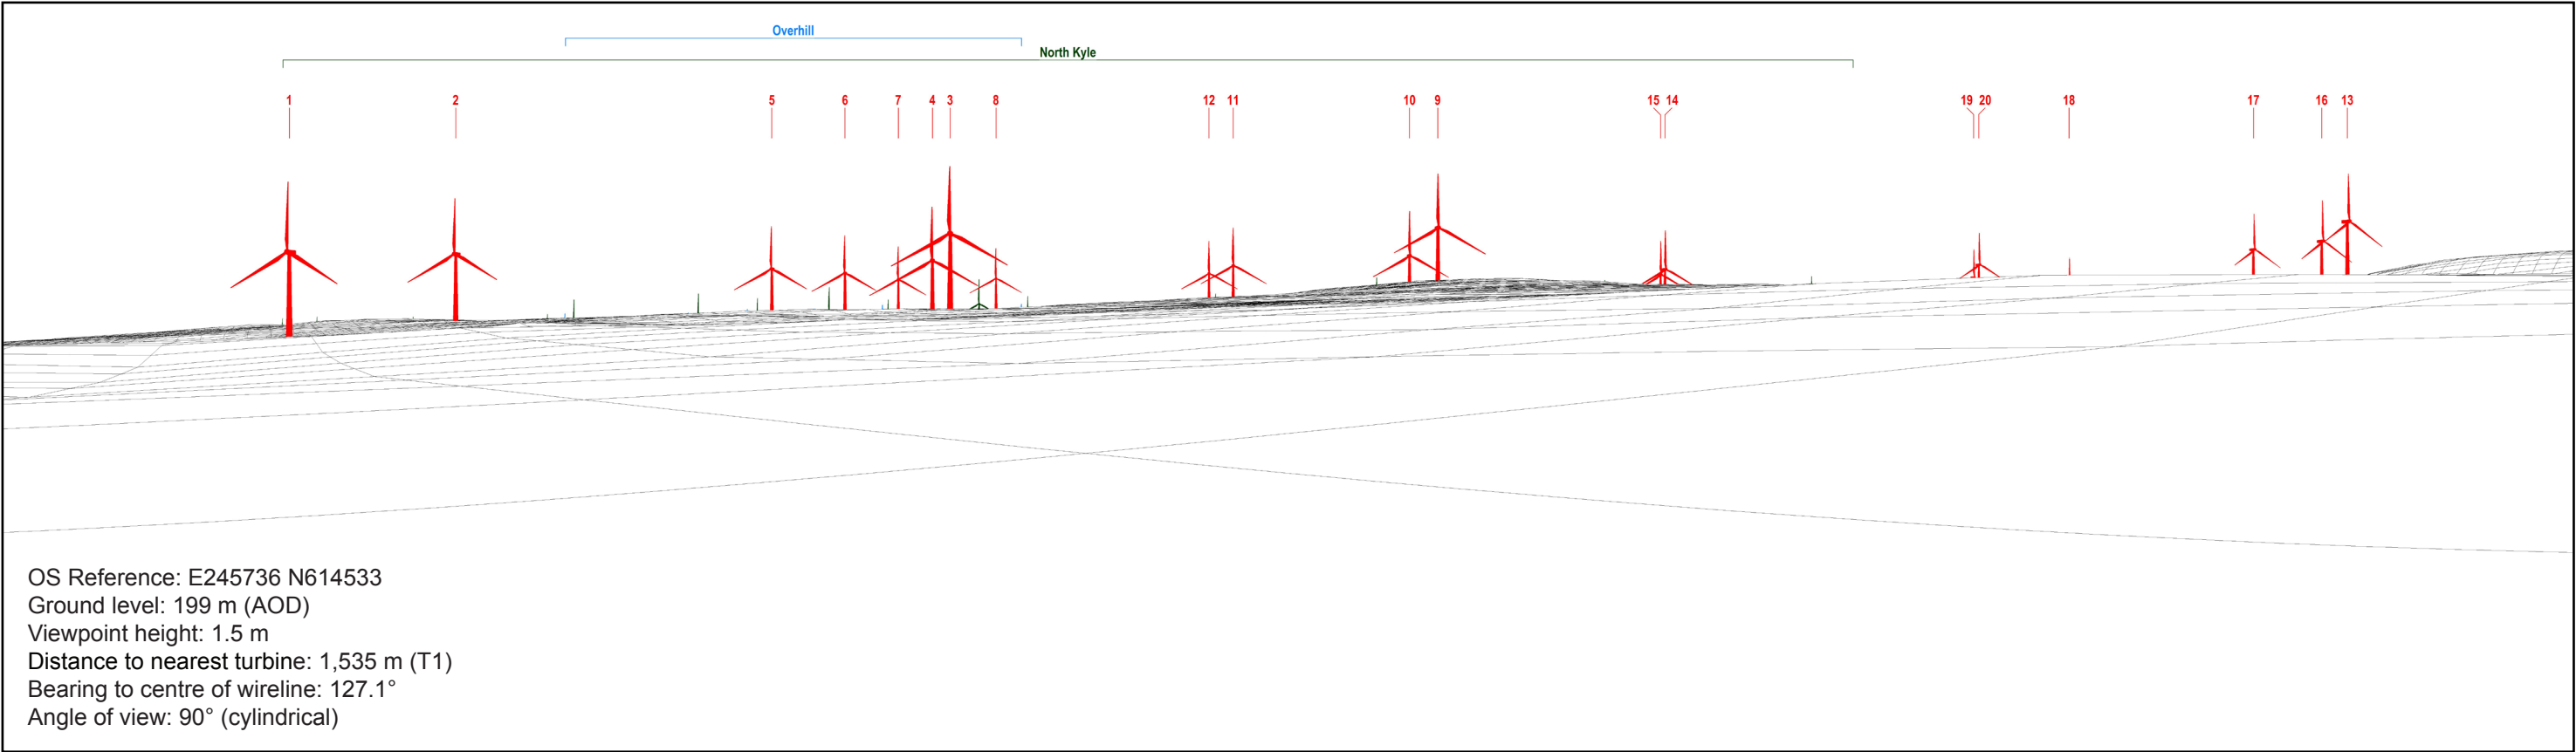 Overhill
North Kyle
1 2 5 6 7 4 3 8 12 11 10 9 15 14 19 20 18 17 16 13
OS Reference: E245736 N614533
Ground level: 199 m (AOD)
Viewpoint height: 1.5 m
Distance to nearest turbine: 1,535 m (T1)
Bearing to centre of wireline: 127.1°
Angle of view: 90° (cylindrical)